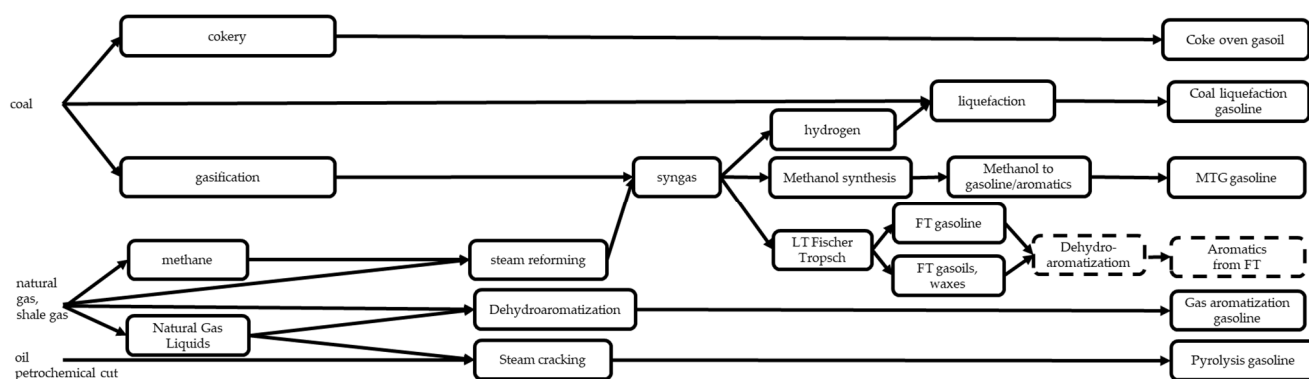 cokery
Coke oven gasoil
coal
liquefaction
Coal liquefaction
gasoline
hydrogen
gasification
syngas
Methanol synthesis
Methanol to
gasoline/aromatics
MTG gasoline
FT gasoline
LT Fischer
Tropsch
Dehydro-
aromatization
Aromatics
from FT
methane
steam reforming
FT gasoils,
waxes
natural
gas,
shale gas
Dehydroaromatization
Gas aromatization
gasoline
Natural Gas
Liquids
oil
petrochemical cut
Steam cracking
Pyrolysis gasoline